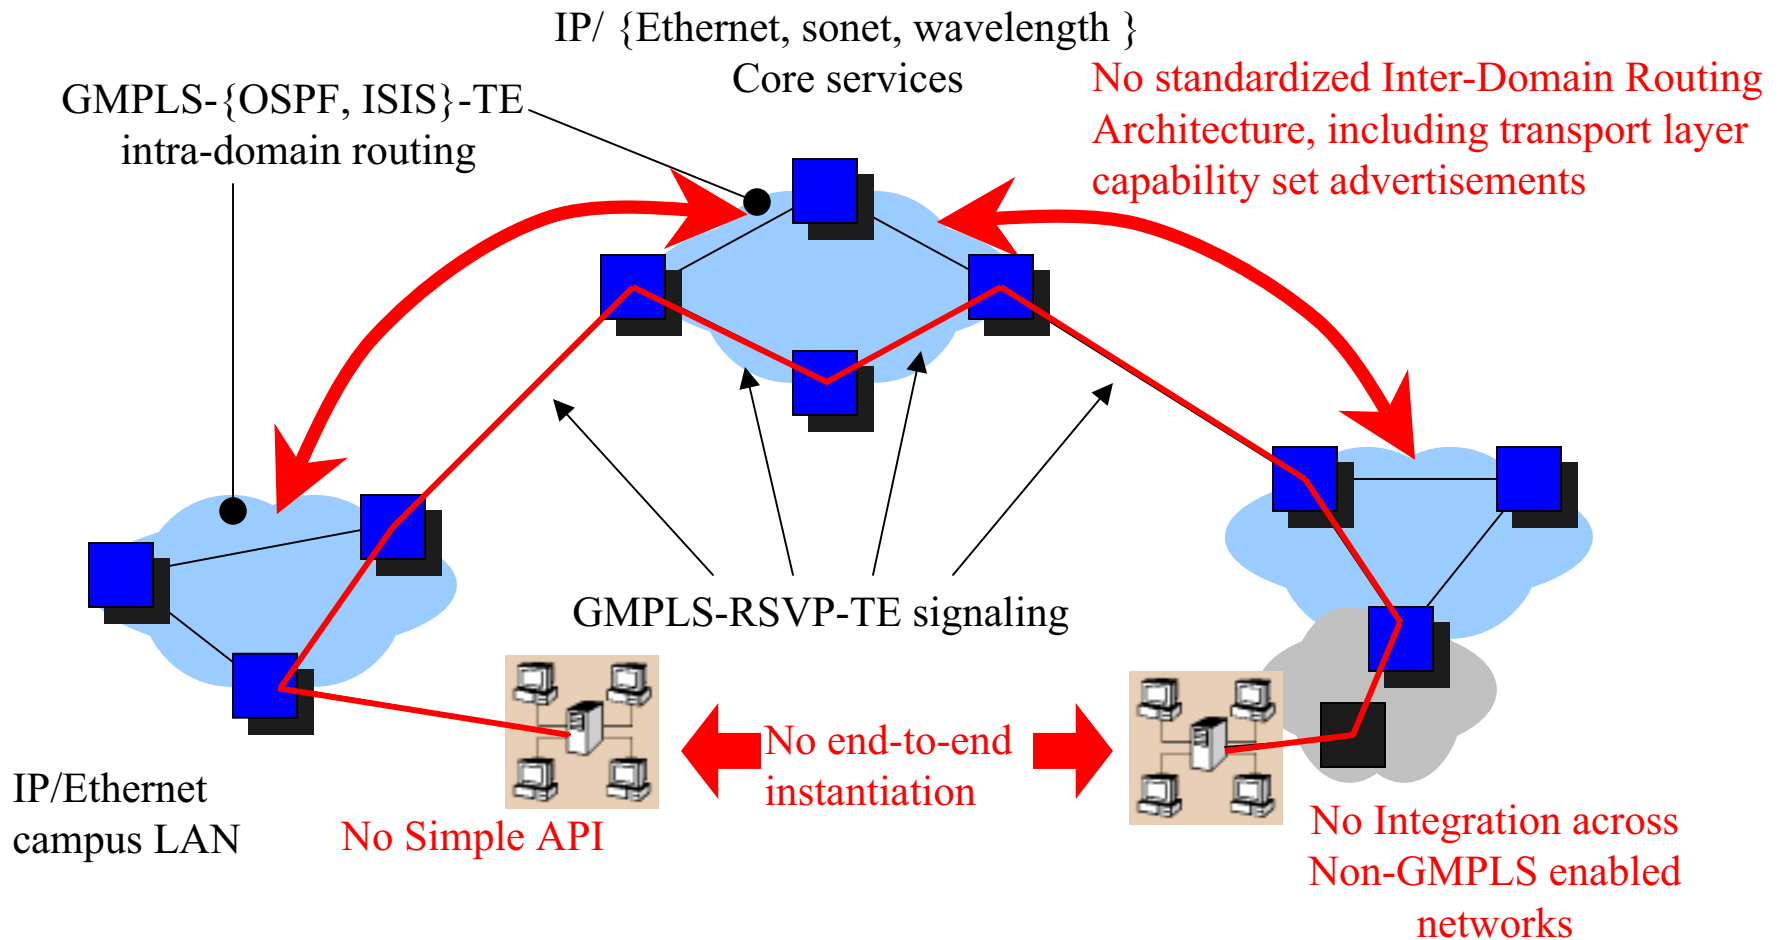 IP/ {Ethernet, sonet, wavelength }
Core services
No standardized Inter-Domain Routing
Architecture, including transport layer
capability set advertisements
GMPLS-{OSPF, ISIS}-TE
intra-domain routing
GMPLS-RSVP-TE signaling
No end-to-end
instantiation
IP/Ethernet
campus LAN
No Simple API
No Integration across
Non-GMPLS enabled
networks